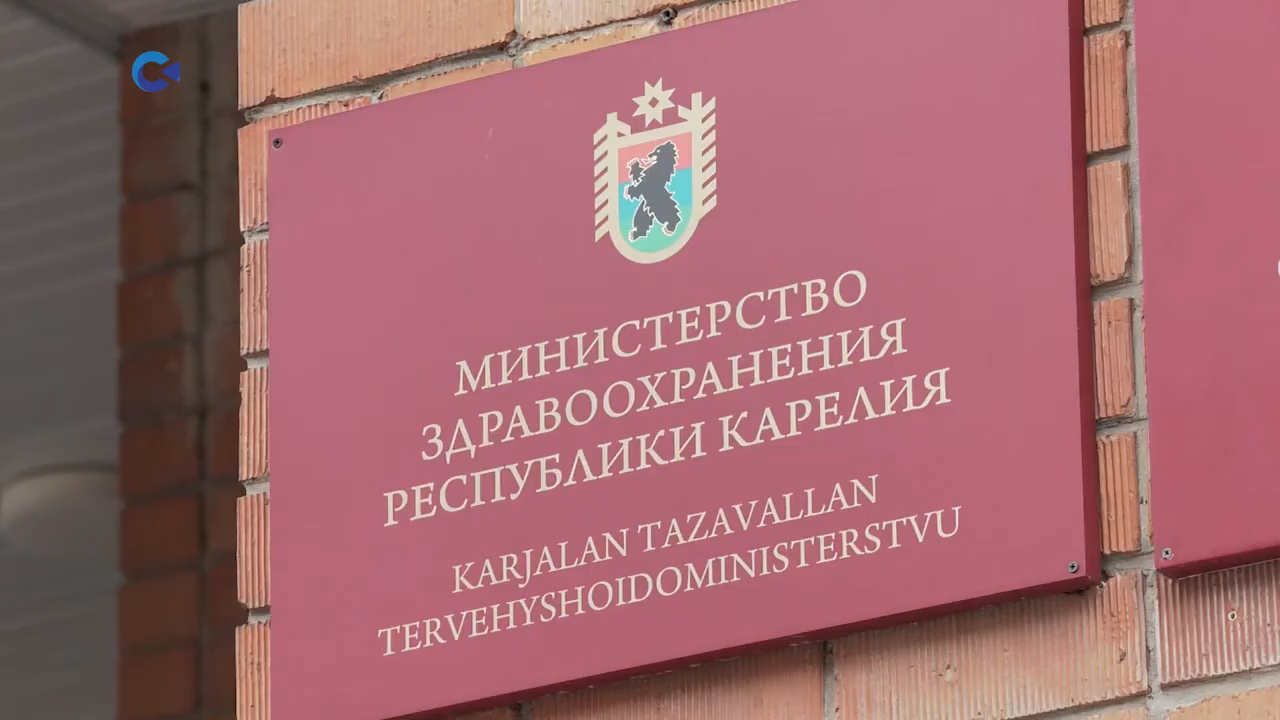 МИНИСТЕРСТВО
ЗДРАВООХРАНЕНИЯ
РЕСПУБЛИКИ КАРЕЛИЯ
KARJALAN TAZAVALLAN
TERVEHYSHOIDOMINISTERSTVU